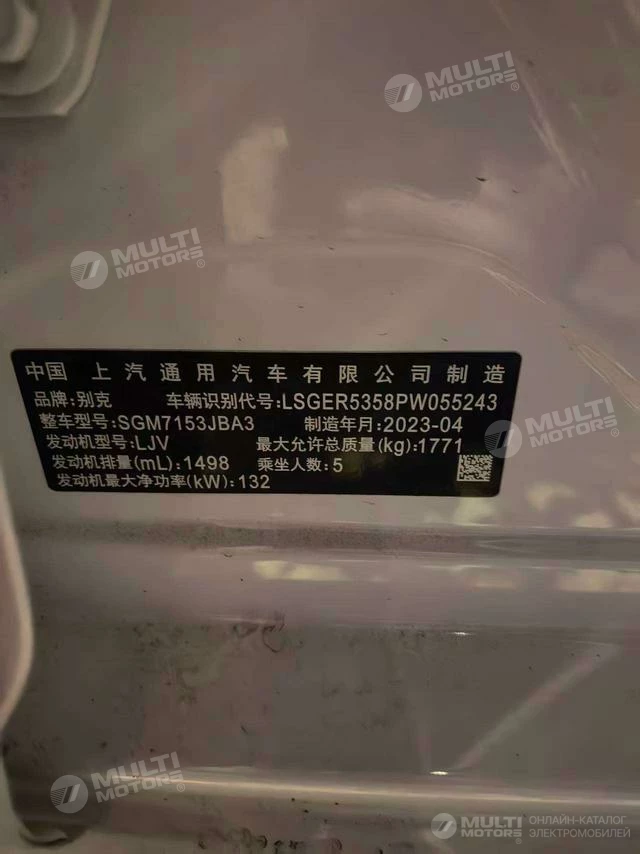 MULTI
MOTORS®
MULTI
MOTORS®
中国 上汽通用汽车有限公司制造
品牌:别克 车辆识别代号:LSGER5358PW055243
整车型号:SGM7153JBA3 制造年月:2023-04
发动机型号:LJV 最大允许总质量(kg):1771
发动机排量(mL):1498 乘坐人数:5
发动机最大净功率(kW):132
MULTI
MOTORS®
MULTI
MOTORS®
MULTI
MOTORS®
ОНЛАЙН-КАТАЛОГ
ЭЛЕКТРОМОБИЛЕЙ